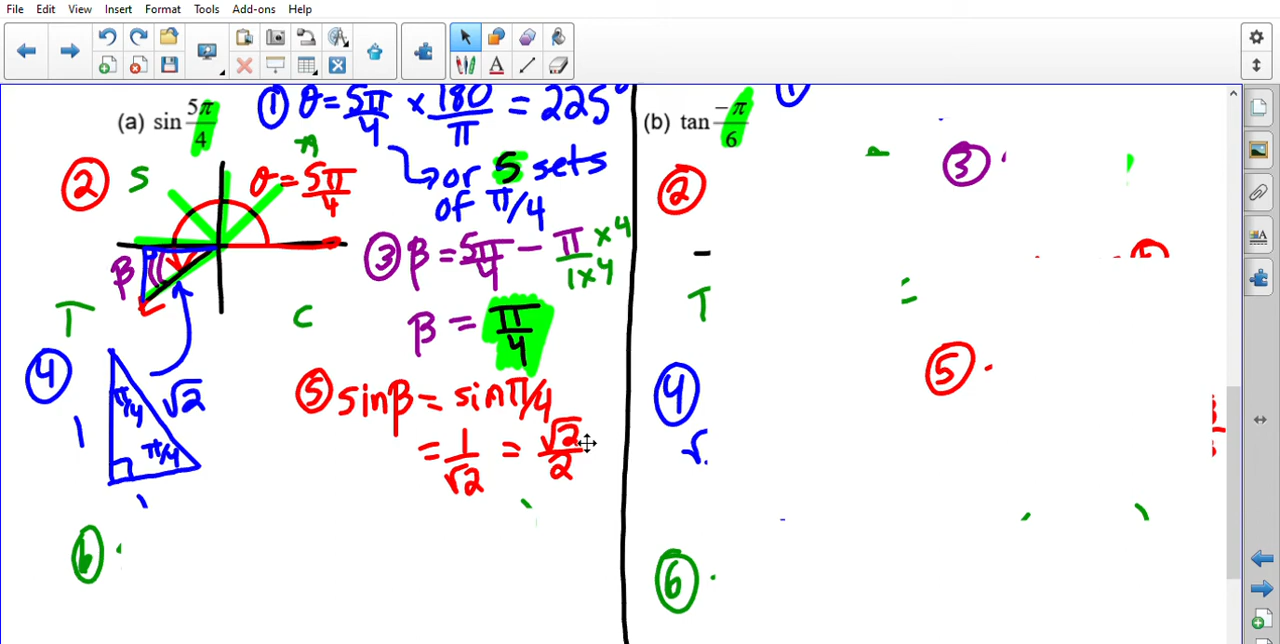 File Edit View Insert Format Tools Add-ons Help
(a) sin 5π/4
① θ = 5π/4 × 180/π = 225°
or 5 sets
of π/4
② S A θ = 5π/4
β
T C
③ β = 5π/4 - π×4/1×4
β = π/4
④ π/4 √2
1 π/4
⑤ sinβ = sinπ/4
= 1/√2 = √2/2
⑥
(b) tan -π/6
②
③
T
④
⑤
⑥